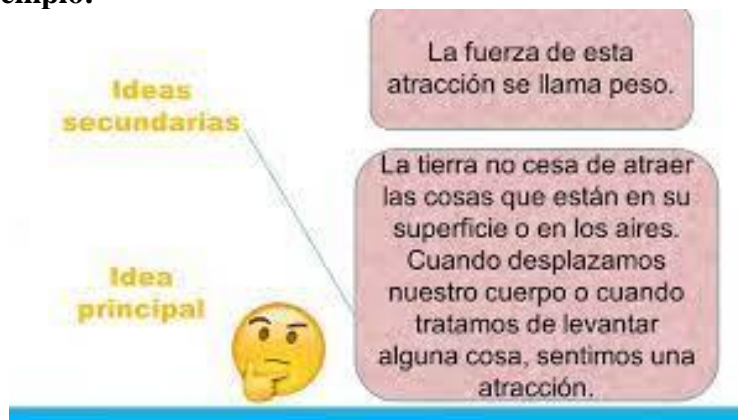 Ideas
secundarias
La fuerza de esta
atracción se llama peso.
Idea
principal
La tierra no cesa de atraer
las cosas que están en su
superficie o en los aires.
Cuando desplazamos
nuestro cuerpo o cuando
tratamos de levantar
alguna cosa, sentimos una
atracción.